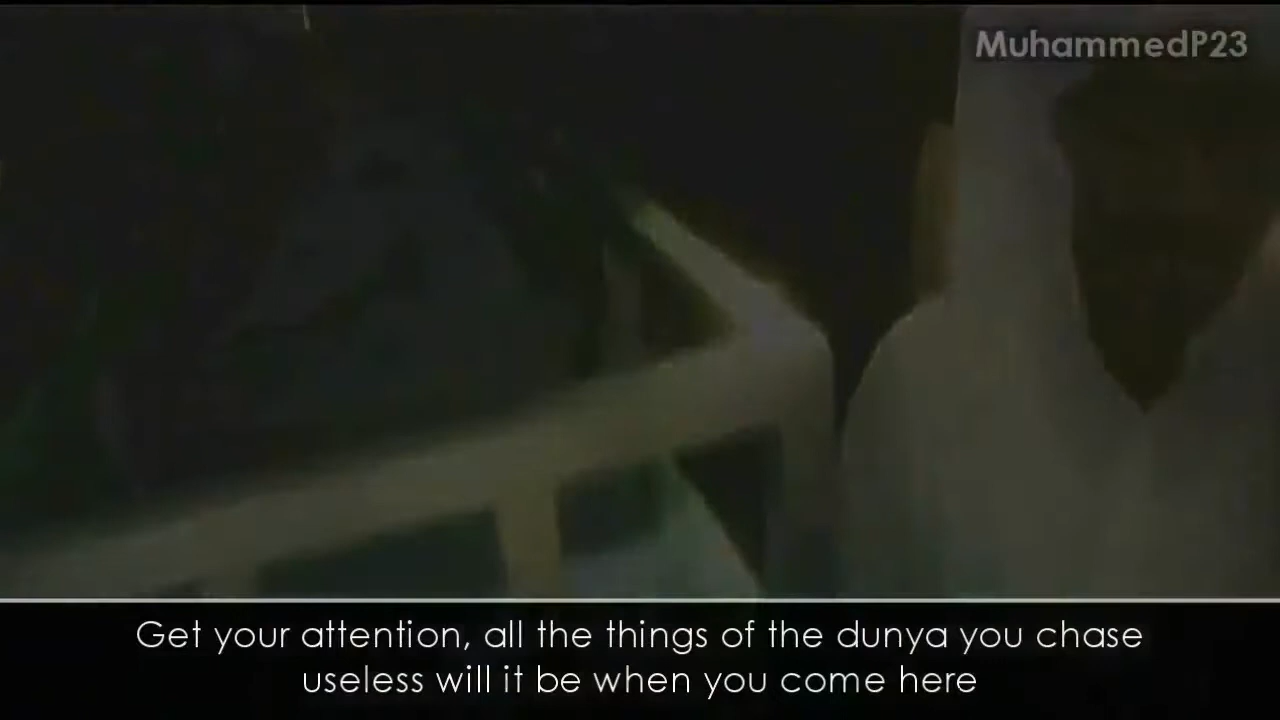 MuhammedP23
Get your attention, all the things of the dunya you chase
useless will it be when you come here